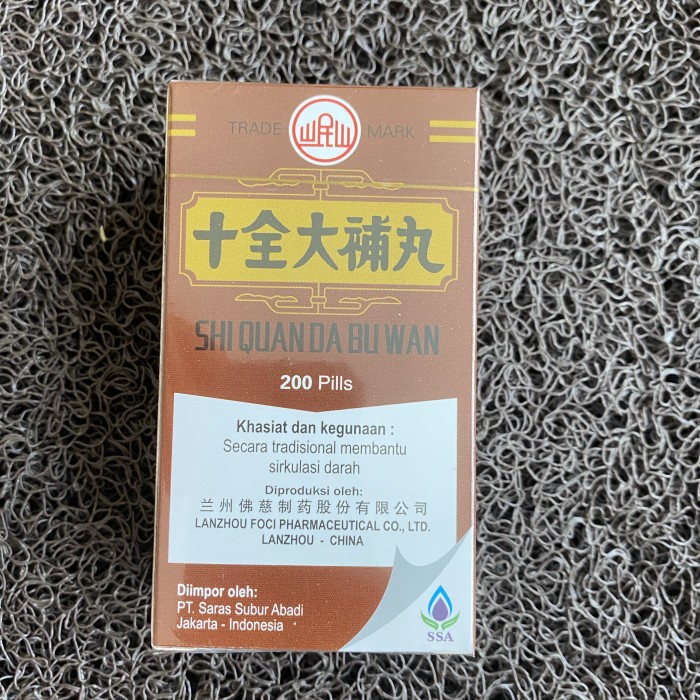 TRADE MARK
岷山
十全大補丸
SHI QUAN DA BU WAN
200 Pills
Khasiat dan kegunaan :
Secara tradisional membantu
sirkulasi darah
Diproduksi oleh:
兰州佛慈制药股份有限公司
LANZHOU FOCI PHARMACEUTICAL CO., LTD.
LANZHOU - CHINA
Diimpor oleh:
PT. Saras Subur Abadi
Jakarta - Indonesia
SSA